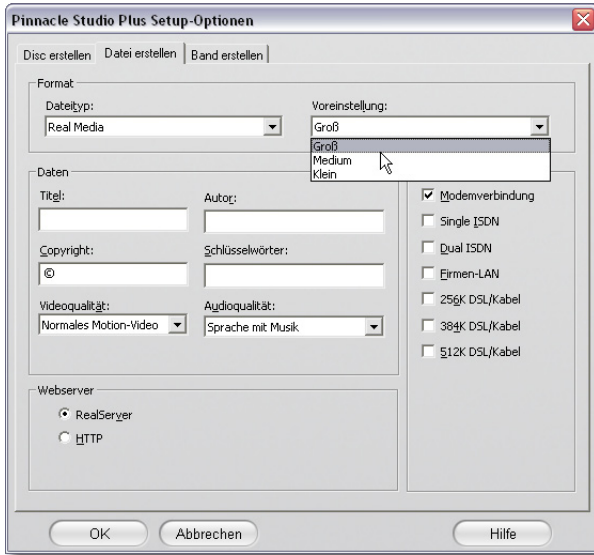 Pinnacle Studio Plus Setup-Optionen
Disc erstellen Datei erstellen Band erstellen
Format
Dateityp: Voreinstellung:
Real Media Groß
Groß
Medium
Klein
Daten
Titel: Autor:
Copyright: Schlüsselwörter:
©
Videoqualität: Audioqualität:
Normales Motion-Video Sprache mit Musik
Modemverbindung
Single ISDN
Dual ISDN
Firmen-LAN
256K DSL/Kabel
384K DSL/Kabel
512K DSL/Kabel
Webserver
RealServer
HTTP
OK Abbrechen Hilfe